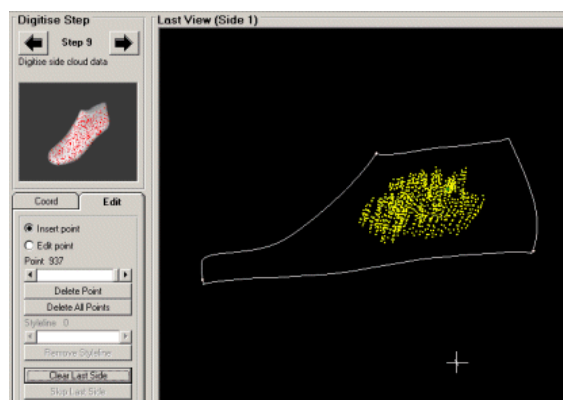 Digitise Step
Step 9
Digitise side cloud data
Coord
Edit
Insert point
Edit point
Point 937
Delete Point
Delete All Points
Styleline 0
Remove Styleline
Clear Last Side
Skip Last Side
Last View (Side 1)